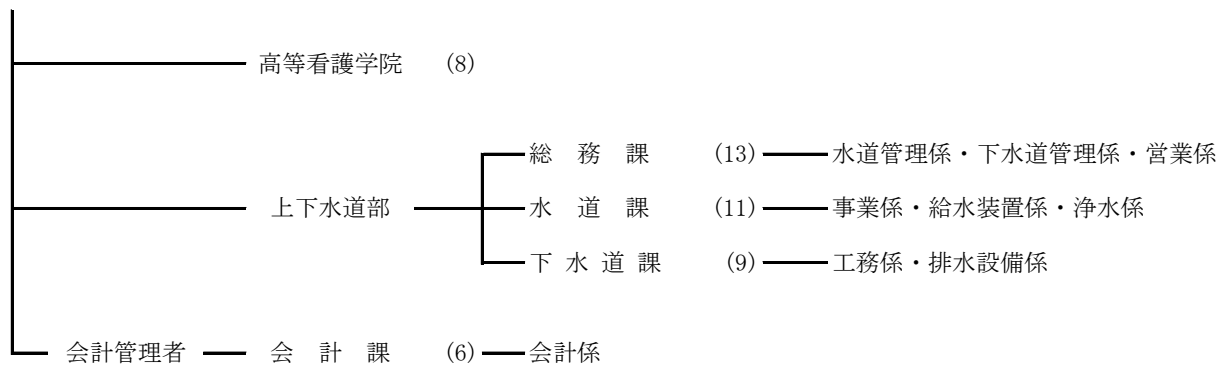 高等看護学院 (8)
総務課 (13) 水道管理係・下水道管理係・営業係
上下水道部 水道課 (11) 事業係・給水装置係・浄水係
下水道課 (9) 工務係・排水設備係
会計管理者 会計課 (6) 会計係